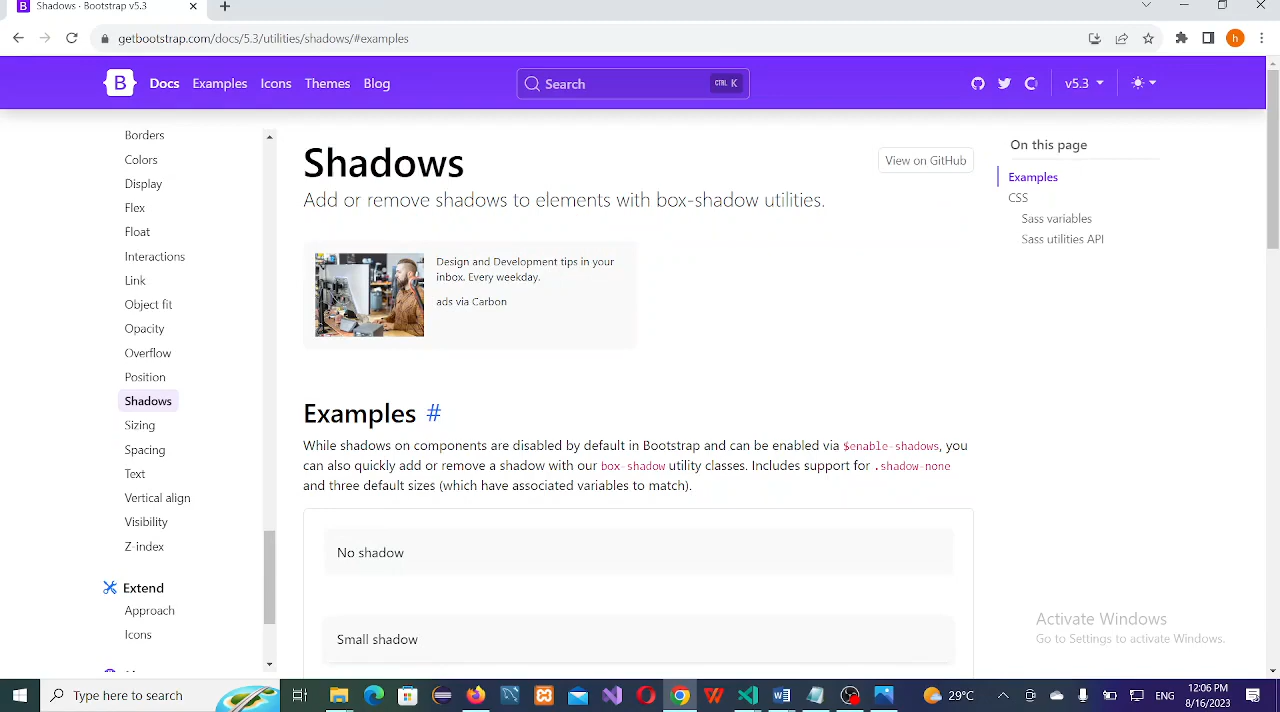 Shadows · Bootstrap v5.3
getbootstrap.com/docs/5.3/utilities/shadows/#examples
h
B
Docs
Examples
Icons
Themes
Blog
Search
CTRL K
v5.3
Borders
Colors
Display
Flex
Float
Interactions
Link
Object fit
Opacity
Overflow
Position
Shadows
Sizing
Spacing
Text
Vertical align
Visibility
Z-index
Extend
Approach
Icons
Shadows
View on GitHub
Add or remove shadows to elements with box-shadow utilities.
Design and Development tips in your
inbox. Every weekday.
ads via Carbon
Examples #
While shadows on components are disabled by default in Bootstrap and can be enabled via $enable-shadows, you
can also quickly add or remove a shadow with our box-shadow utility classes. Includes support for .shadow-none
and three default sizes (which have associated variables to match).
No shadow
Small shadow
On this page
Examples
CSS
Sass variables
Sass utilities API
Activate Windows
Go to Settings to activate Windows.
Type here to search
29°C
ENG
12:06 PM
8/16/2023